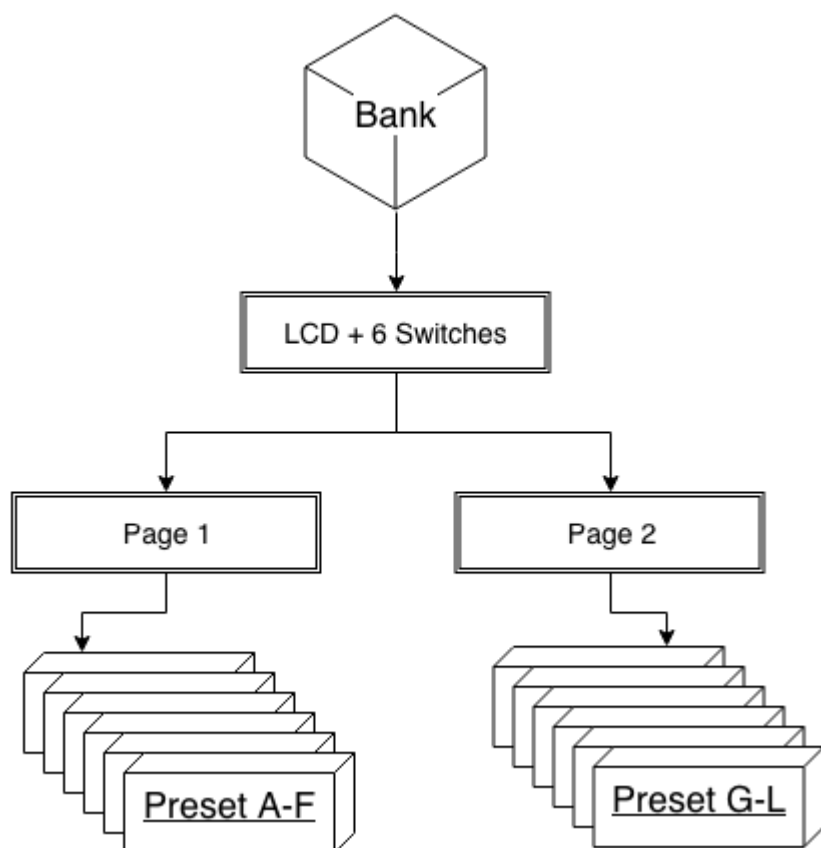 Bank
LCD + 6 Switches
Page 1
Page 2
Preset A-F
Preset G-L